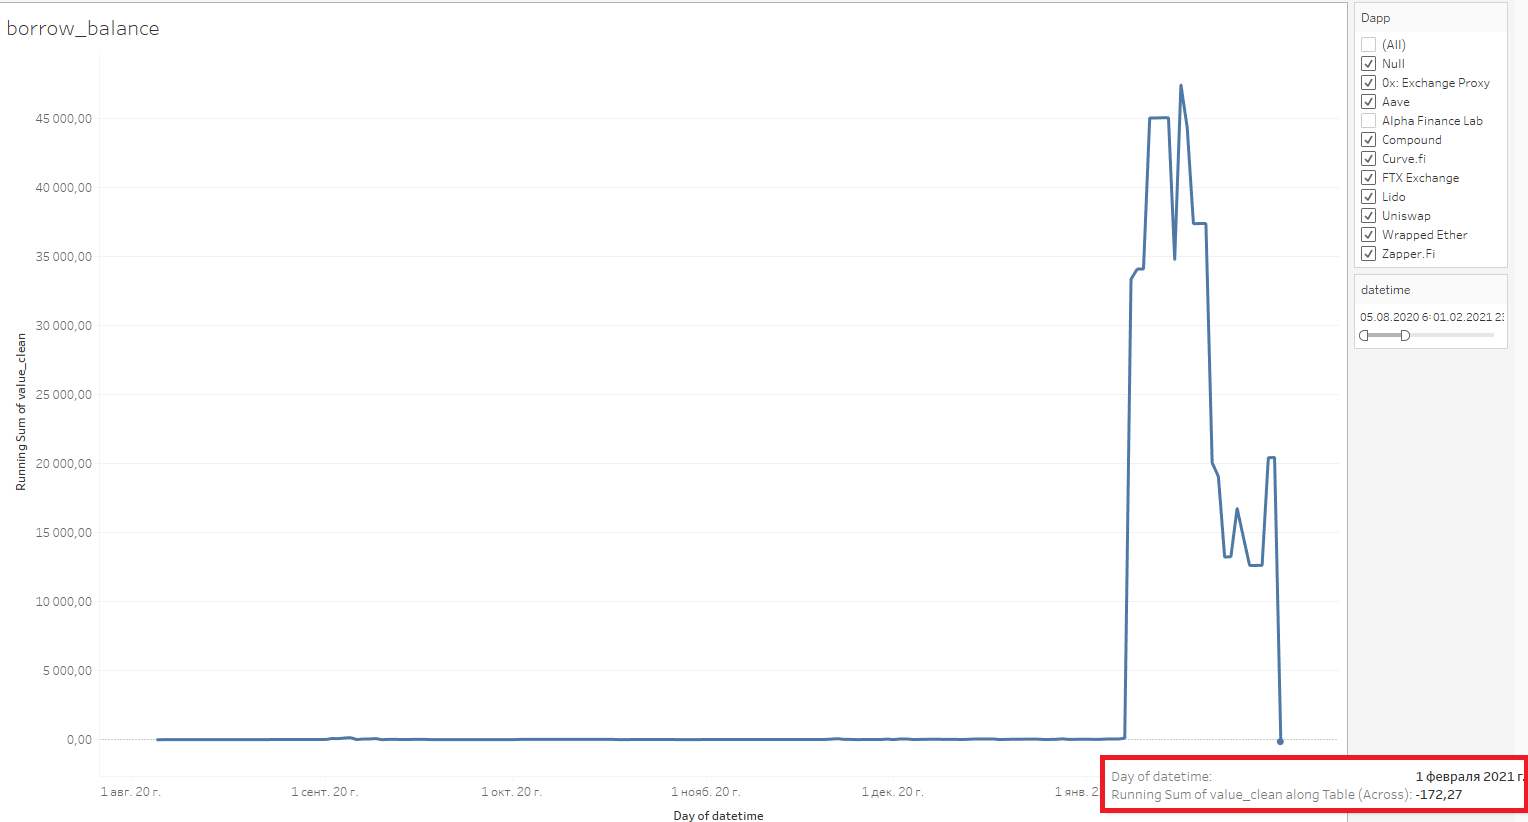 borrow_balance
Running Sum of value_clean
45 000,00
40 000,00
35 000,00
30 000,00
25 000,00
20 000,00
15 000,00
10 000,00
5 000,00
0,00
1 авг. 20 г.
1 сент. 20 г.
1 окт. 20 г.
1 нояб. 20 г.
1 дек. 20 г.
1 янв.
Day of datetime
Day of datetime: 1 февраля 2021 г.
Running Sum of value_clean along Table (Across): -172,27
Dapp
(All)
Null
0x: Exchange Proxy
Aave
Alpha Finance Lab
Compound
Curve.fi
FTX Exchange
Lido
Uniswap
Wrapped Ether
Zapper.Fi
datetime
05.08.2020 6:01.02.2021 23